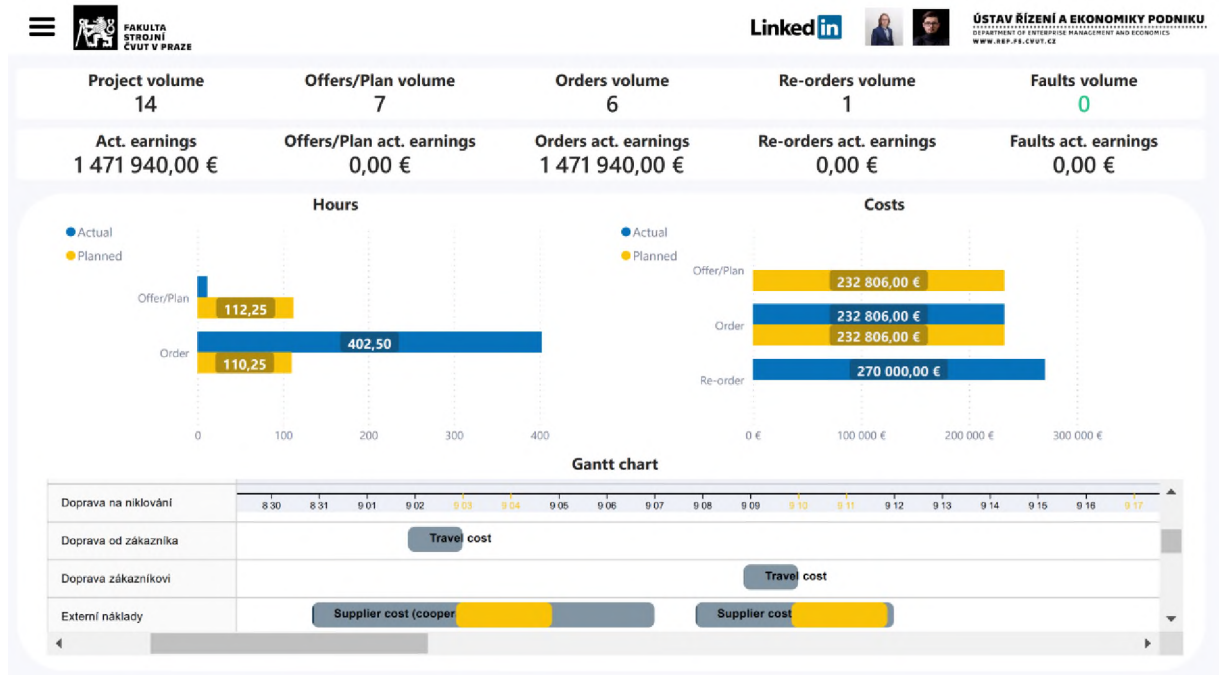 FAKULTA
STROJNÍ
ČVUT V PRAZE
Linked in
ÚSTAV ŘÍZENÍ A EKONOMIKY PODNIKU
DEPARTMENT OF ENTERPRISE MANAGEMENT AND ECONOMICS
WWW.REP.FS.CVUT.CZ
Project volume
14
Offers/Plan volume
7
Orders volume
6
Re-orders volume
1
Faults volume
0
Act. earnings
1 471 940,00 €
Offers/Plan act. earnings
0,00 €
Orders act. earnings
1 471 940,00 €
Re-orders act. earnings
0,00 €
Faults act. earnings
0,00 €
Hours
Actual
Planned
Offer/Plan
112,25
Order
402,50
110,25
0 100 200 300 400
Costs
Actual
Planned
Offer/Plan
232 806,00 €
Order
232 806,00 €
232 806,00 €
Re-order
270 000,00 €
0 € 100 000 € 200 000 € 300 000 €
Gantt chart
Doprava na niklování
8 30 8 31 9 01 9 02 9 03 9 04 9 05 9 06 9 07 9 08 9 09 9 10 9 11 9 12 9 13 9 14 9 15 9 16 9 17
Doprava od zákazníka
Travel cost
Doprava zákazníkovi
Travel cost
Externí náklady
Supplier cost (cooper
Supplier cost